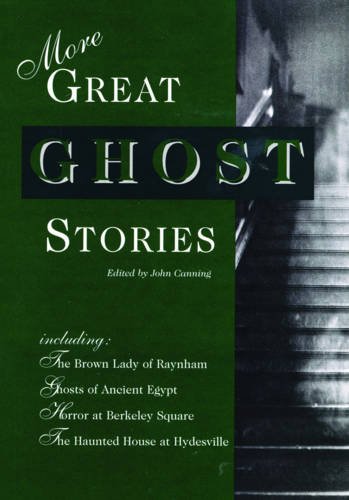 More
GREAT
GHOST
STORIES
Edited by John Canning
including:
The Brown Lady of Raynham
Ghosts of Ancient Egypt
Horror at Berkeley Square
The Haunted House at Hydesville